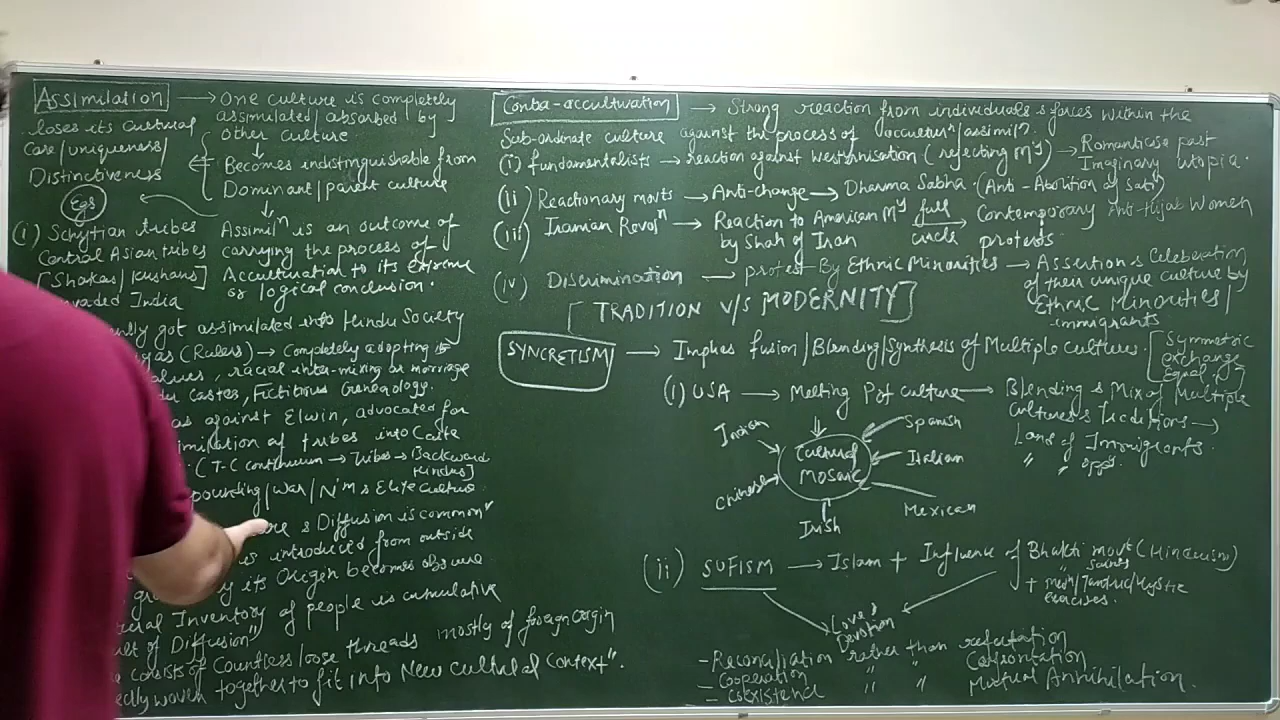 Assimilation → One culture is completely
assimilated/absorbed by
other culture
↓
Becomes indistinguishable from
Dominant/parent culture
loses its cultural
core/uniqueness/
Distinctiveness
Egs
↓
Assimilⁿ is an outcome of
carrying the process of
Acculturation to its extreme
or logical conclusion.
(i) Scythian tribes
Central Asian tribes
[Shakas/Kushans]
invaded India
got assimilated into Hindu Society
(Rulers) → Completely adopting
values, racial inter-mixing or marriage
Castes, Fictitious Genealogy.
as against Elwin, advocated for
of tribes into Caste
(T-C continuum → Tribes → [Backward
Hindus]
War/N'm & Elite Culture
& Diffusion is common
is introduced from outside
its Origin becomes obscure
Inventory of people is cumulative
of Diffusion"
consists of Countless loose threads mostly of foreign origin
woven together to fit into New cultural Context".
Contra-acculturation → Strong reaction from individuals & forces within the
Sub-ordinate culture against the process of
(i) fundamentalists → reaction against Westernisation (rejecting Mʸ) → Romanticise past
Imaginary utopia.
(ii) Reactionary movts → Anti-change → Dharma Sabha (Anti-Abolition of Sati)
(iii) Iranian Revolⁿ → Reaction to American Mʸ full circle → Contemporary Anti-hijab Women
by Shah of Iran protests
(iv) Discrimination → protest By Ethnic Minorities → Assertion & Celebration
of their unique culture by
Ethnic Minorities/
immigrants
[TRADITION V/S MODERNITY]
SYNCRETISM → Implies fusion/Blending/Synthesis of Multiple cultures. [Symmetric
exchange
Equal]
(i) USA → Melting Pot culture → Blending & Mix of Multiple
Cultures & Traditions →
Land of Immigrants
" " oppʸ.
Indian
Spanish
Cultural
Mosaic
Italian
Chinese
Mexican
Irish
(ii) SUFISM → Islam + Influence of Bhakti movt (Hinduism)
saints
+ Tantric/Mystic
exercises.
Love &
Devotion
- Reconciliation rather than refutation
- Cooperation " " Confrontation
- Coexistence " " Mutual Annihilation.